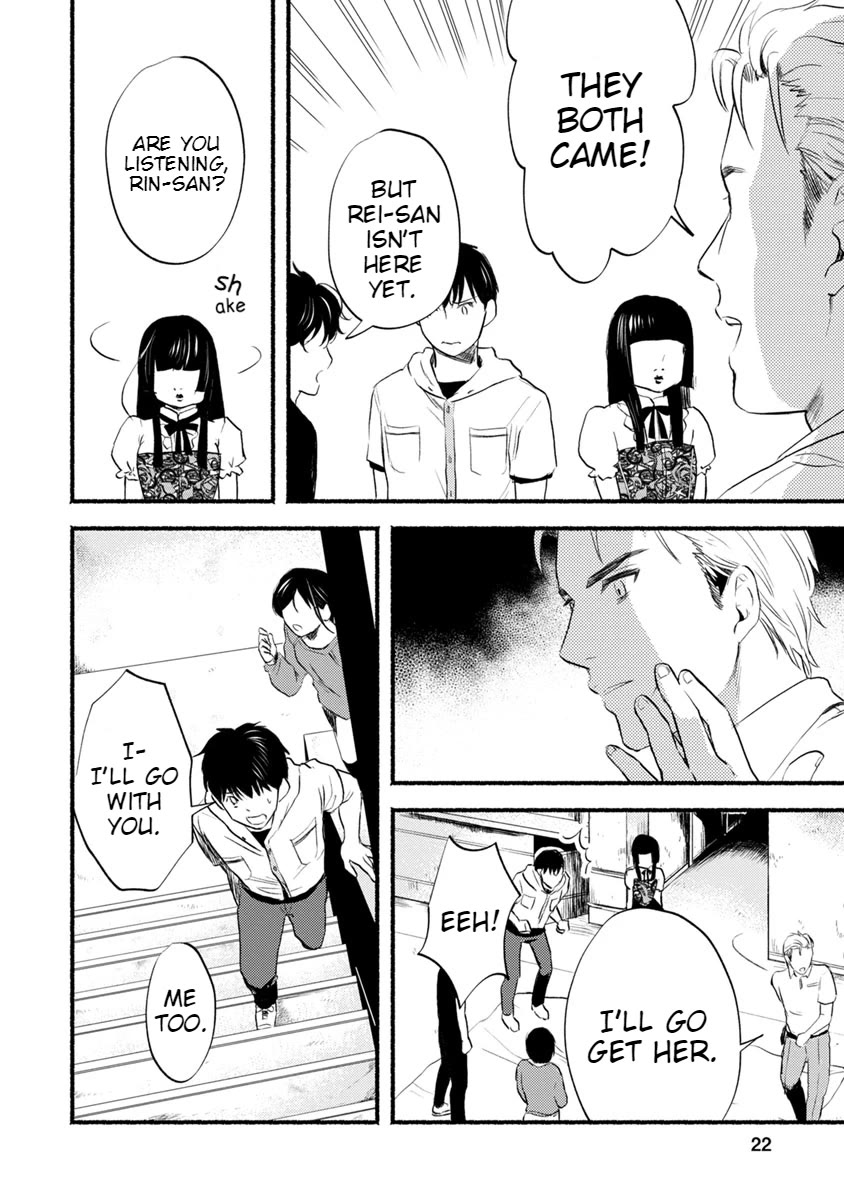 THEY
BOTH
CAME!
BUT
REI-SAN
ISN'T
HERE
YET.
ARE YOU
LISTENING,
RIN-SAN?
sh
ake
I'LL GO
GET HER.
EEH!
I-
I'LL GO
WITH
YOU.
ME
TOO.
22